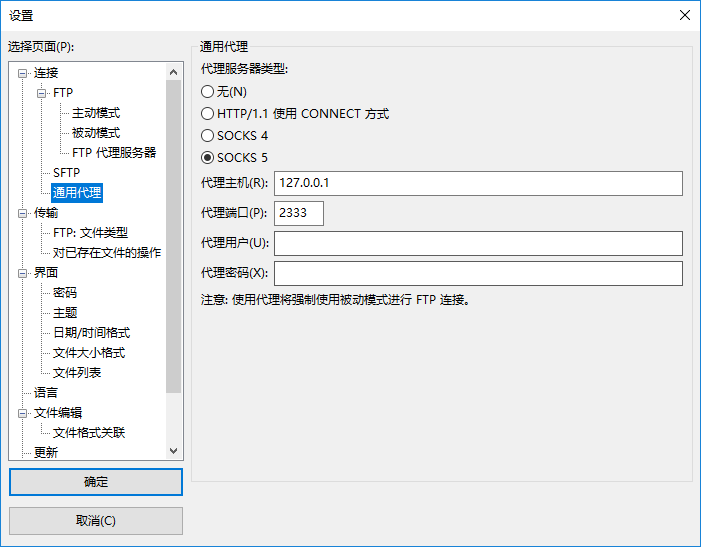 设置
选择页面(P):
连接
FTP
主动模式
被动模式
FTP 代理服务器
SFTP
通用代理
传输
FTP: 文件类型
对已存在文件的操作
界面
密码
主题
日期/时间格式
文件大小格式
文件列表
语言
文件编辑
文件格式关联
更新
确定
取消(C)
通用代理
代理服务器类型:
无(N)
HTTP/1.1 使用 CONNECT 方式
SOCKS 4
SOCKS 5
代理主机(R): 127.0.0.1
代理端口(P): 2333
代理用户(U):
代理密码(X):
注意: 使用代理将强制使用被动模式进行 FTP 连接。